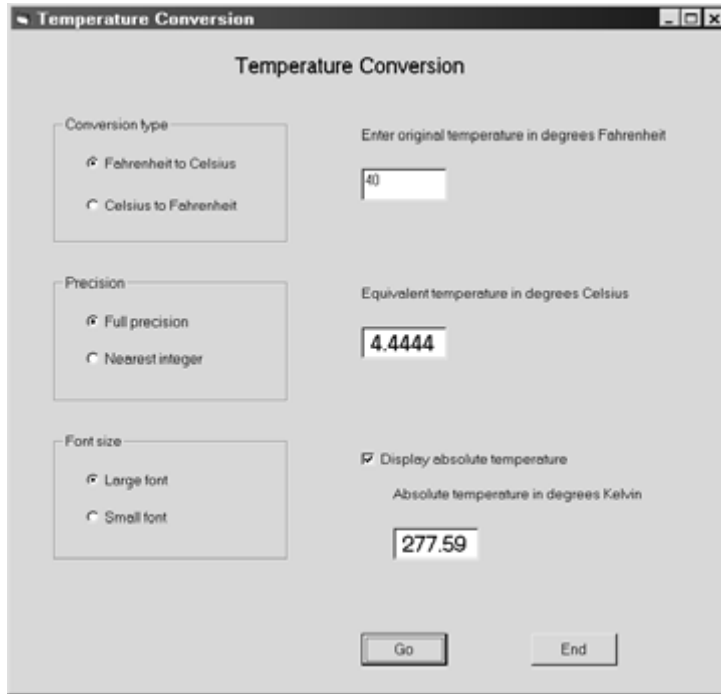 Temperature Conversion
Temperature Conversion
Conversion type
Fahrenheit to Celsius
Celsius to Fahrenheit
Enter original temperature in degrees Fahrenheit
40
Precision
Full precision
Nearest integer
Equivalent temperature in degrees Celsius
4.4444
Font size
Large font
Small font
Display absolute temperature
Absolute temperature in degrees Kelvin
277.59
Go
End